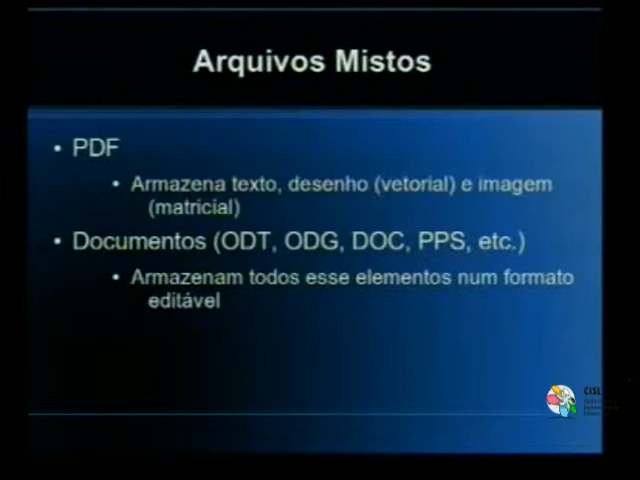 Arquivos Mistos
• PDF
• Armazena texto, desenho (vetorial) e imagem
(matricial)
• Documentos (ODT, ODG, DOC, PPS, etc.)
• Armazenam todos esse elementos num formato
editável
CISL